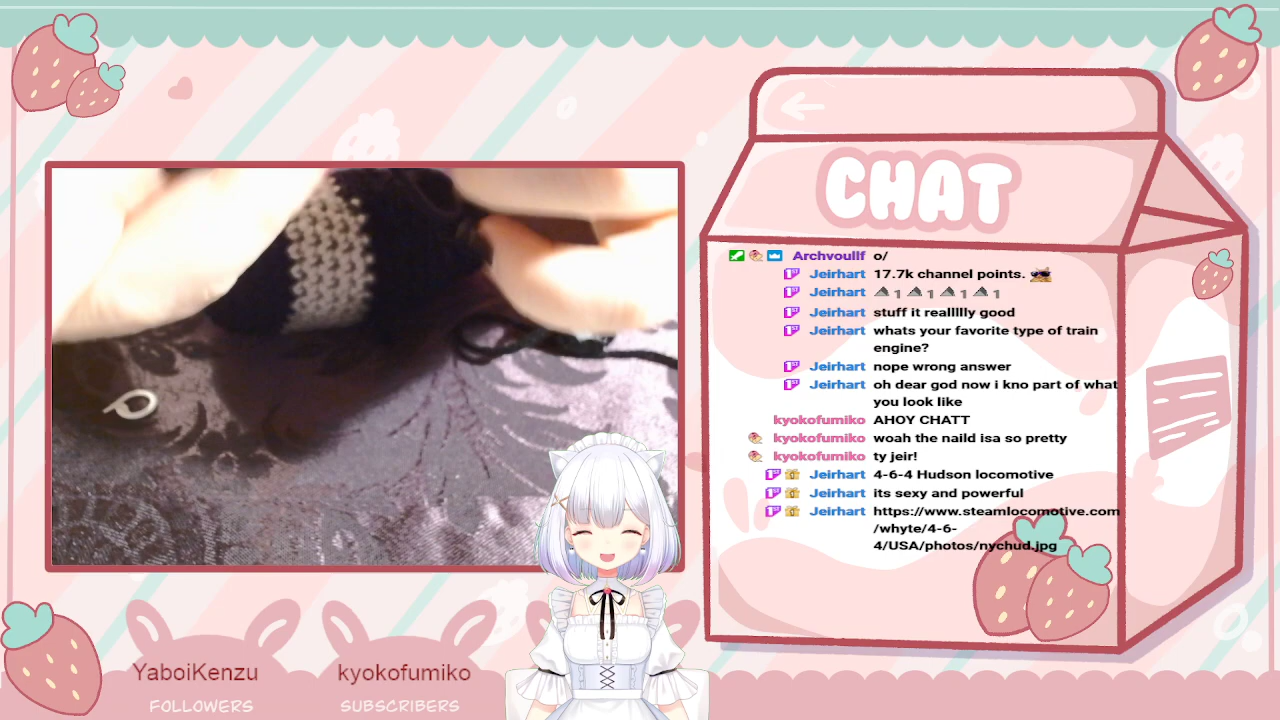 CHAT
Archvoullf o/
Jeirhart 17.7k channel points.
Jeirhart 1 1 1 1
Jeirhart stuff it reallllly good
Jeirhart whats your favorite type of train
engine?
Jeirhart nope wrong answer
Jeirhart oh dear god now i kno part of what
you look like
kyokofumiko AHOY CHATT
kyokofumiko woah the naild isa so pretty
kyokofumiko ty jeir!
Jeirhart 4-6-4 Hudson locomotive
Jeirhart its sexy and powerful
Jeirhart https://www.steamlocomotive.com
/whyte/4-6-
4/USA/photos/nychud.jpg
YaboiKenzu kyokofumiko
FOLLOWERS SUBSCRIBERS